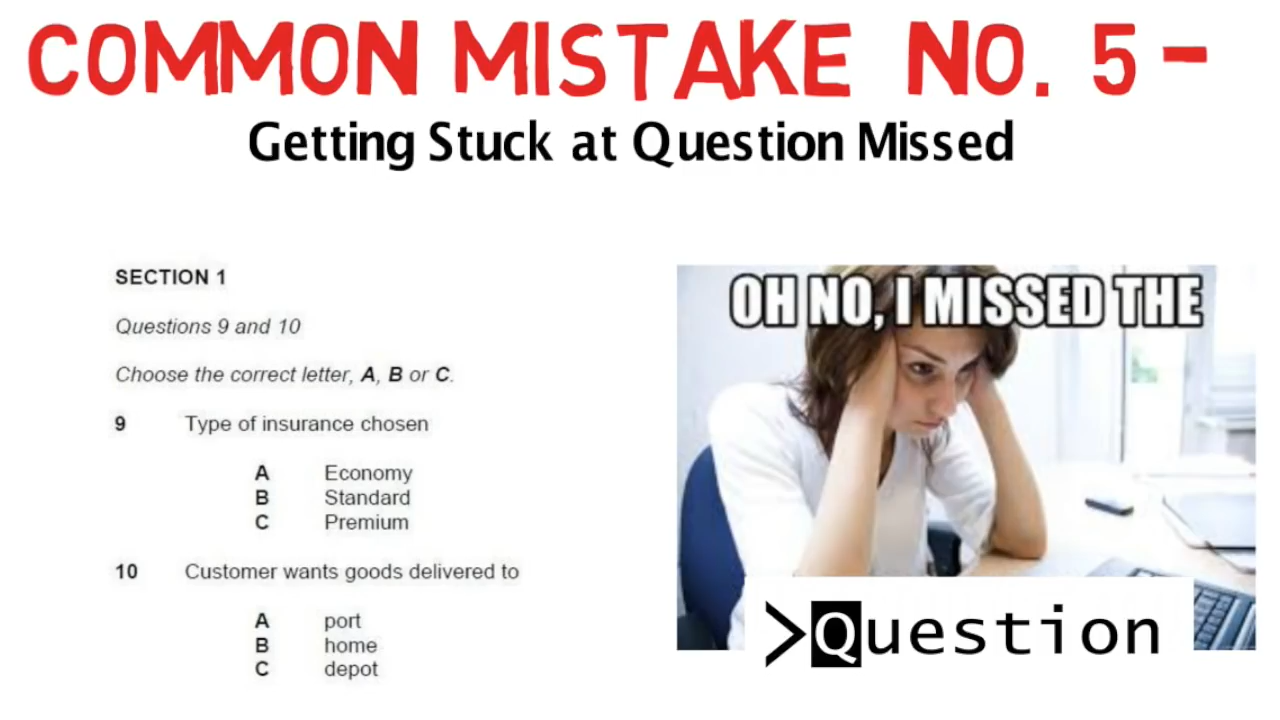 COMMON MISTAKE NO. 5 -
Getting Stuck at Question Missed
SECTION 1
Questions 9 and 10
Choose the correct letter, A, B or C.
9 Type of insurance chosen
A Economy
B Standard
C Premium
10 Customer wants goods delivered to
A port
B home
C depot
OH NO, I MISSED THE
>Question